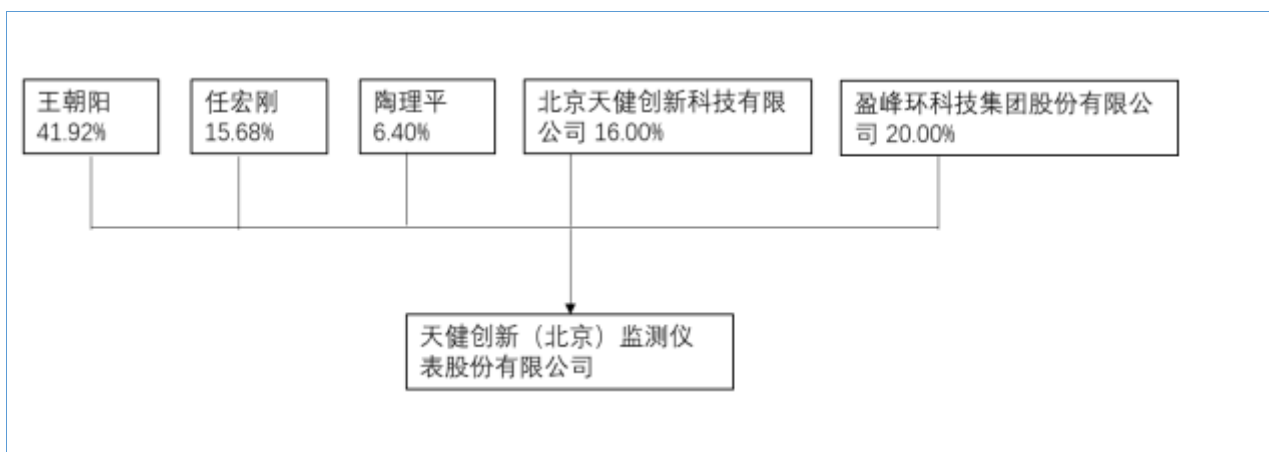 王朝阳
41.92%
任宏刚
15.68%
陶理平
6.40%
北京天健创新科技有限
公司 16.00%
盈峰环科技集团股份有限公
司 20.00%
天健创新（北京）监测仪
表股份有限公司